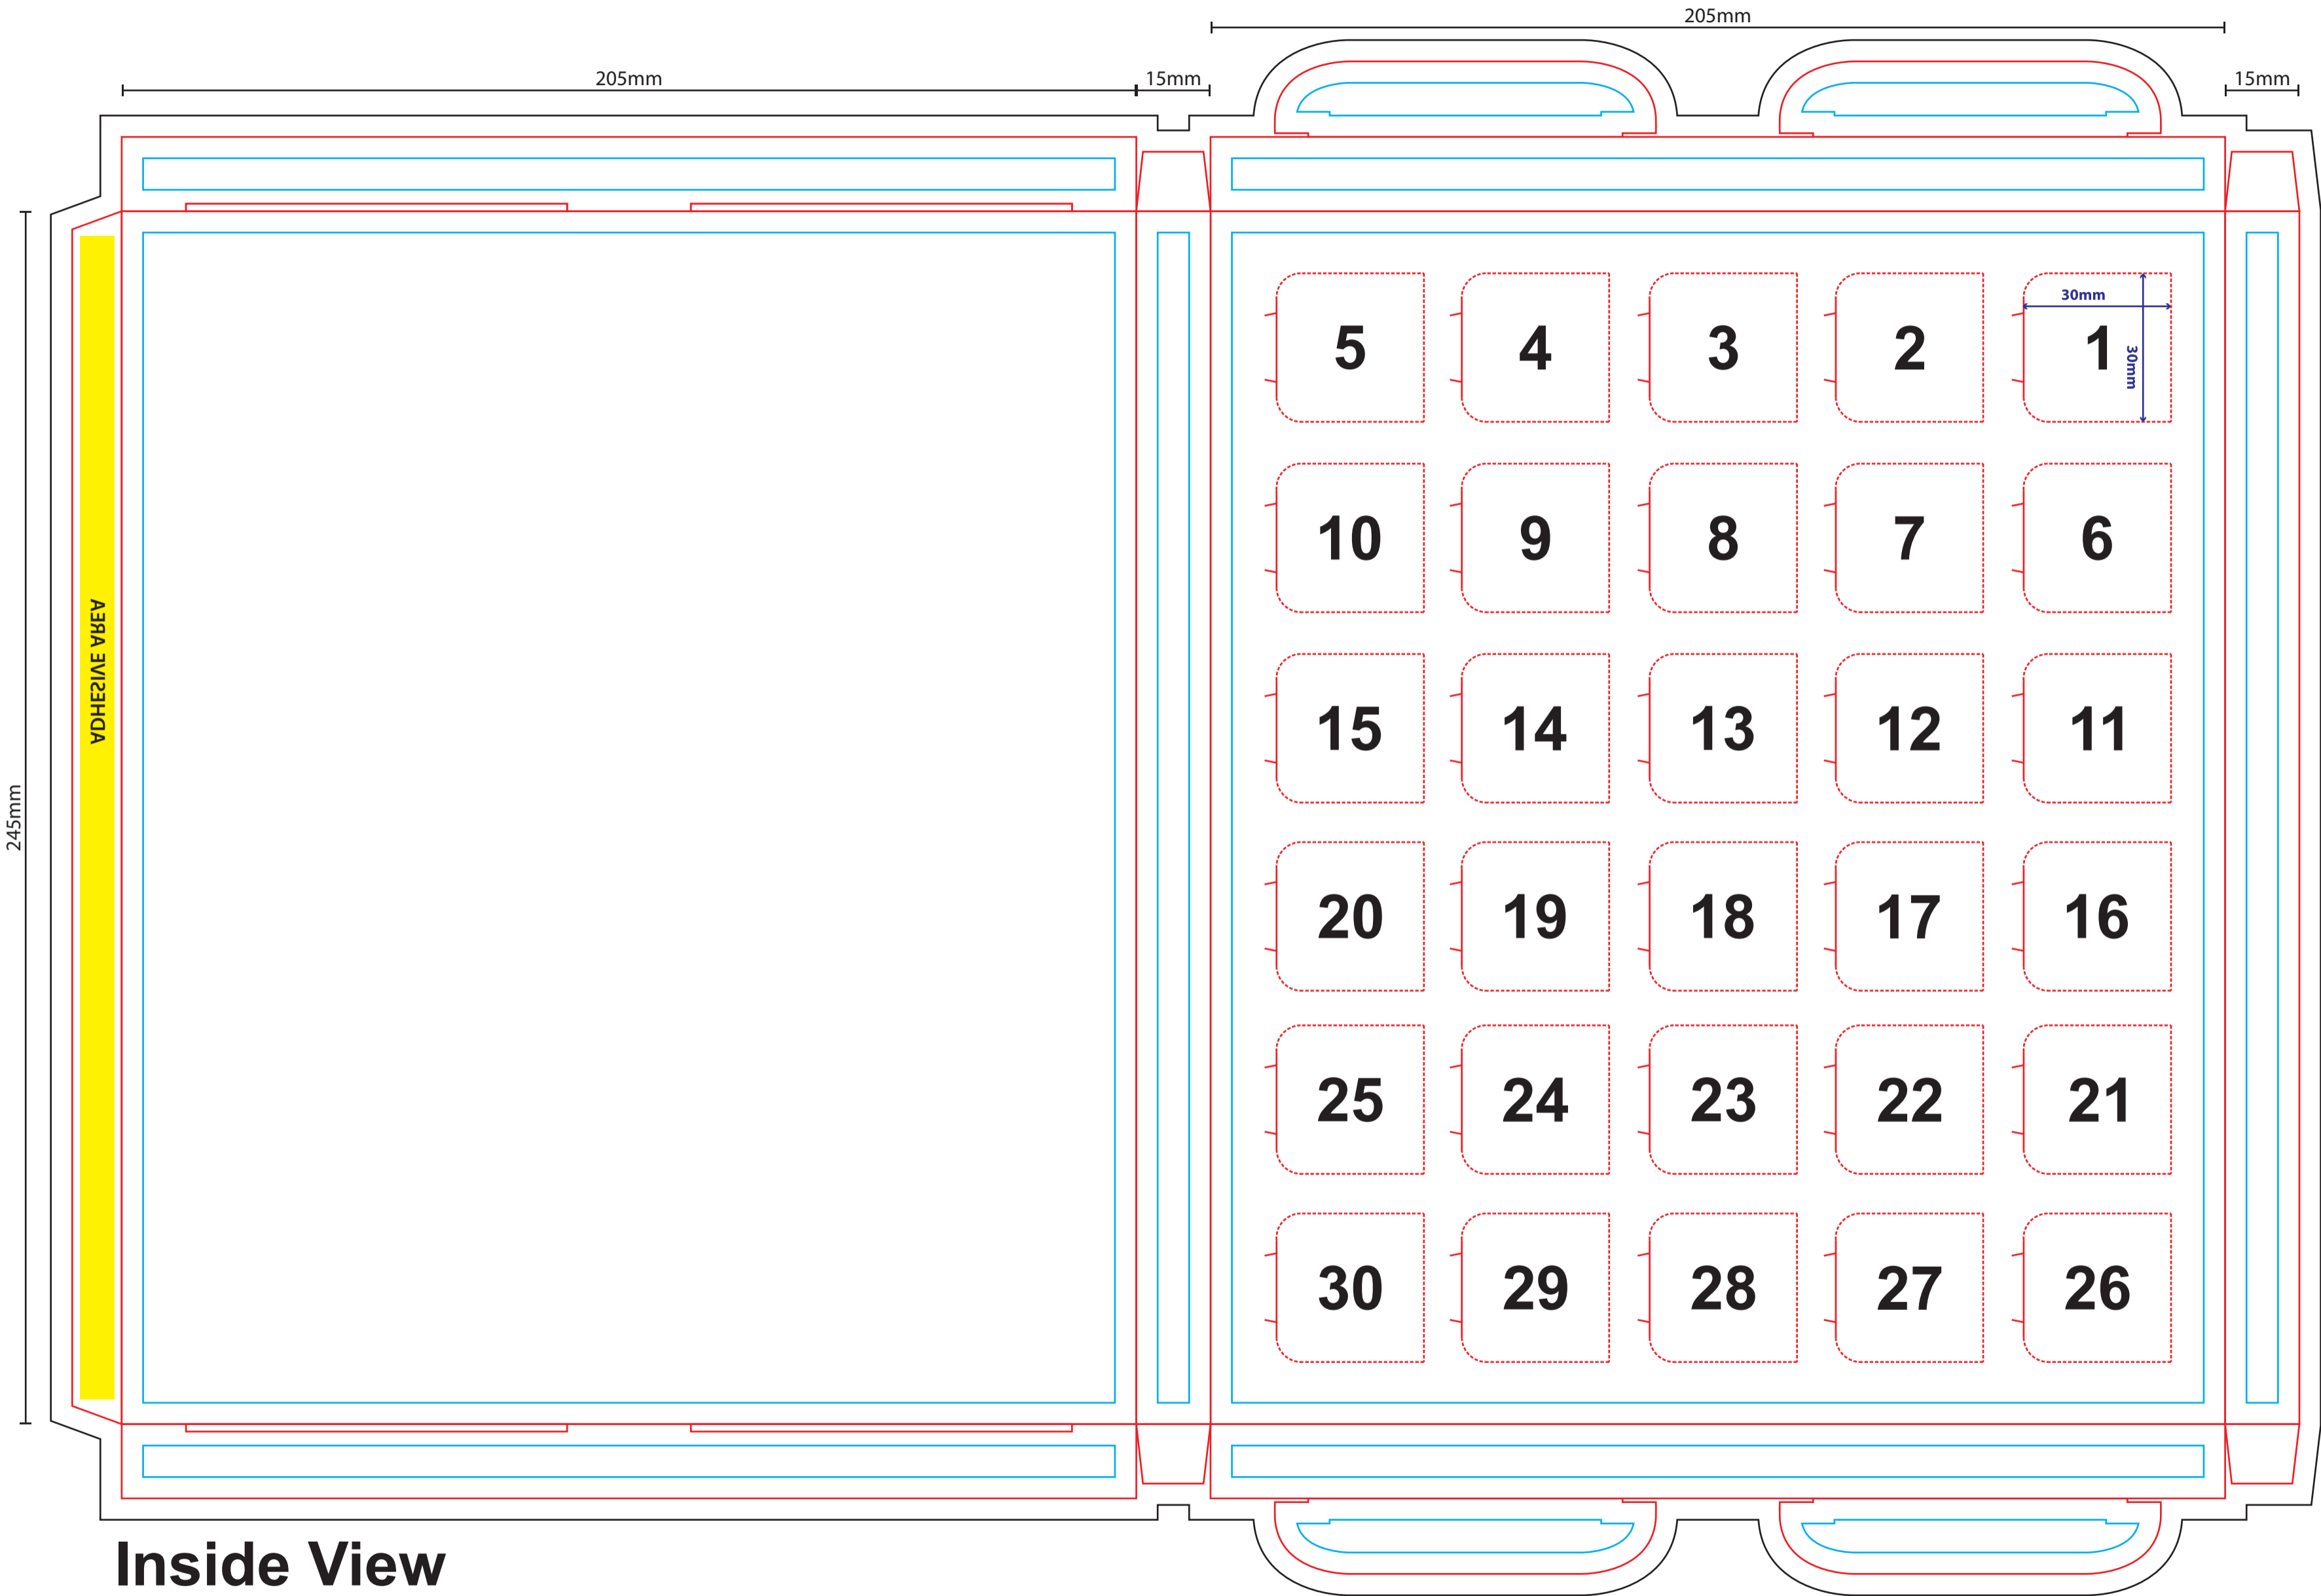 205mm
205mm
15mm
15mm
5 4 3 2 1
30mm
30mm
10 9 8 7 6
15 14 13 12 11
20 19 18 17 16
25 24 23 22 21
30 29 28 27 26
ADHESIVE AREA
245mm
Inside View